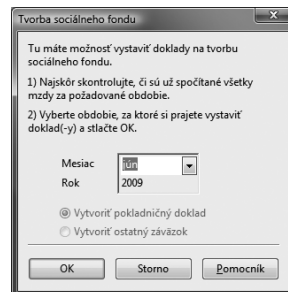 Tvorba sociálneho fondu
Tu máte možnosť vystaviť doklady na tvorbu
sociálneho fondu.
1) Najskôr skontrolujte, či sú už spočítané všetky
mzdy za požadované obdobie.
2) Vyberte obdobie, za ktoré si prajete vystaviť
doklad(-y) a stlačte OK.
Mesiac jún
Rok 2009
Vytvoriť pokladničný doklad
Vytvoriť ostatný záväzok
OK Storno Pomocník